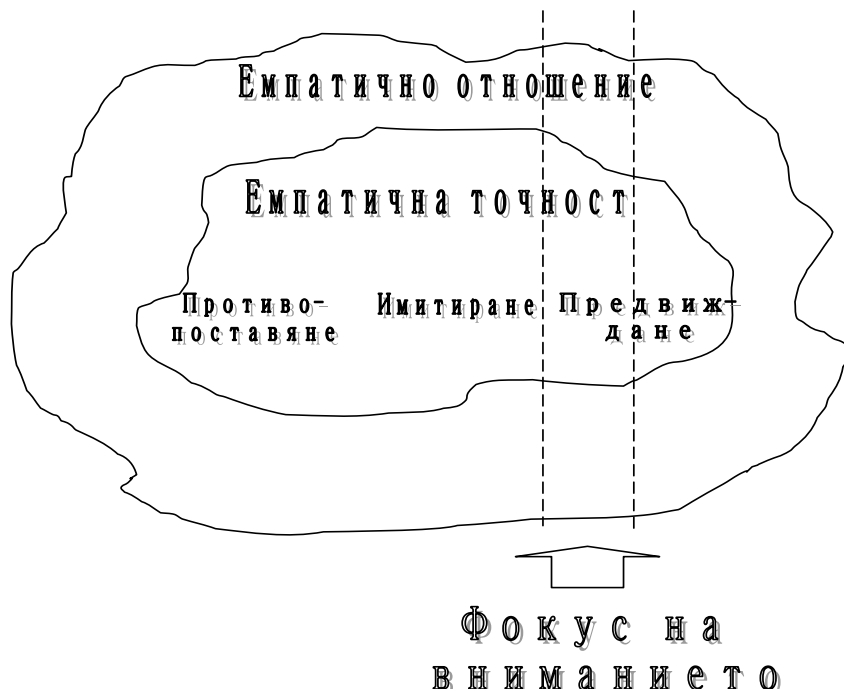 Емпатично отношение
Емпатична точност
Противо-
поставяне
Имитиране
Предвиж-
дане
Фокус на
вниманието